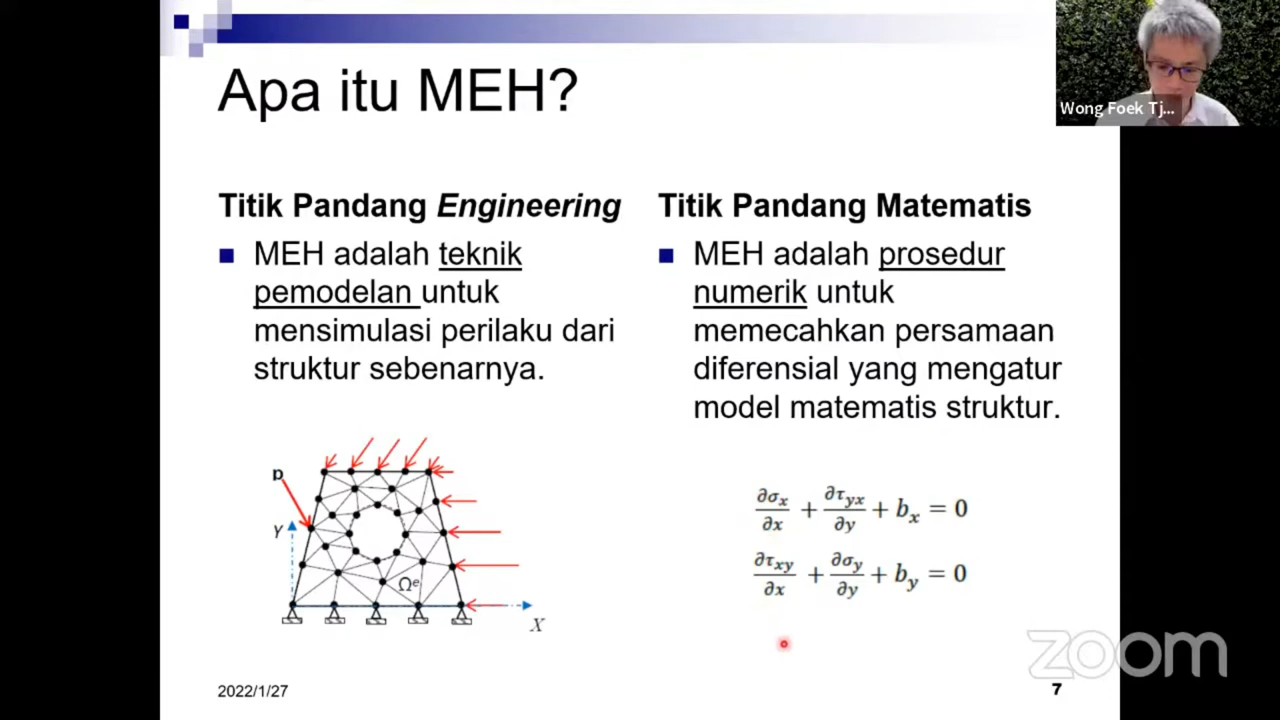 Apa itu MEH?
Wong Foek Tj...
Titik Pandang Engineering
MEH adalah teknik
pemodelan untuk
mensimulasi perilaku dari
struktur sebenarnya.
Titik Pandang Matematis
MEH adalah prosedur
numerik untuk
memecahkan persamaan
diferensial yang mengatur
model matematis struktur.
p
Y
Ωᵉ
X
∂σx/∂x + ∂τyx/∂y + bx = 0
∂τxy/∂x + ∂σy/∂y + by = 0
zoom
2022/1/27
7